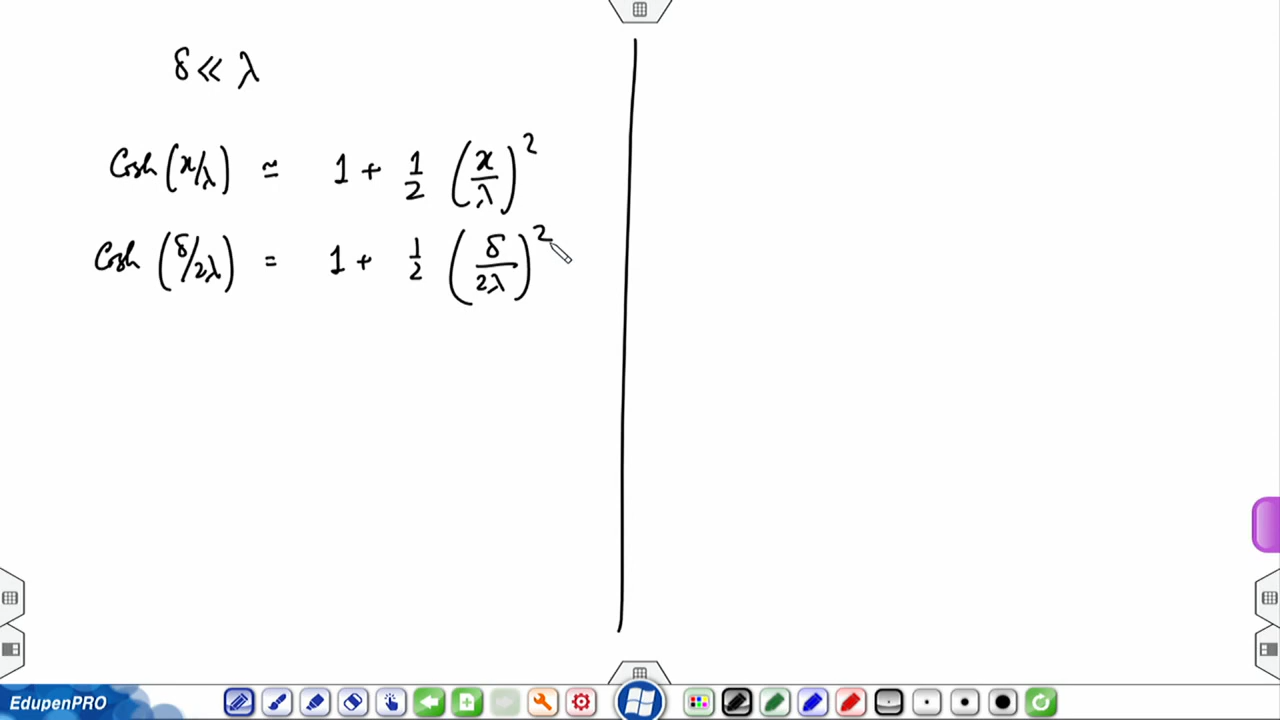 δ << λ
Cosh (x/λ) ≃ 1 + 1/2 (x/λ)^2
Cosh (δ/2λ) = 1 + 1/2 (δ/2λ)^2
EdupenPRO